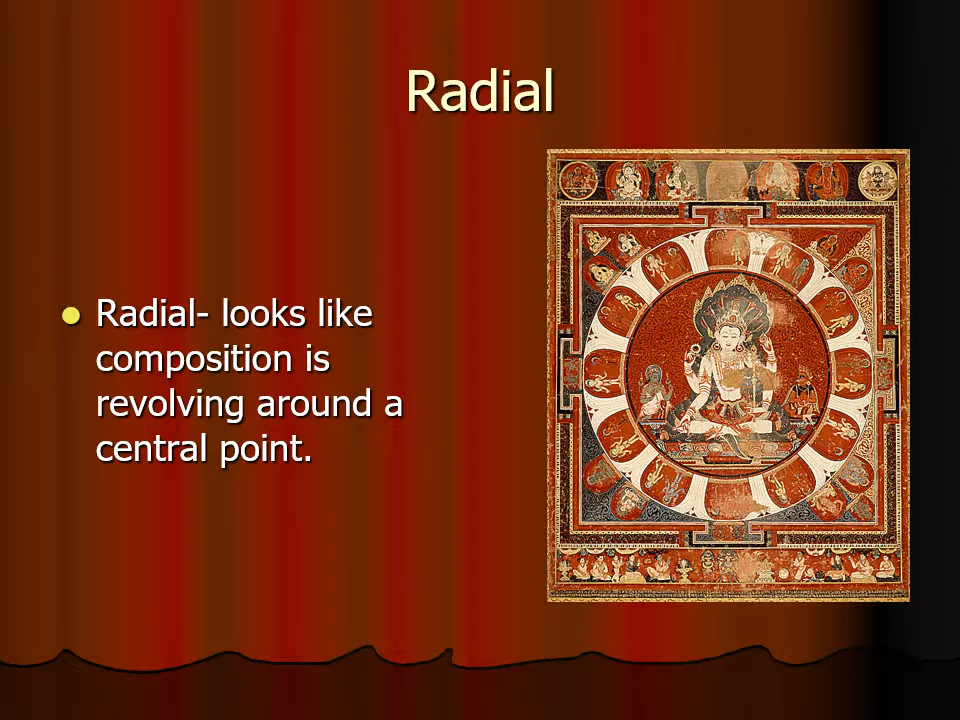 Radial
Radial- looks like
composition is
revolving around a
central point.